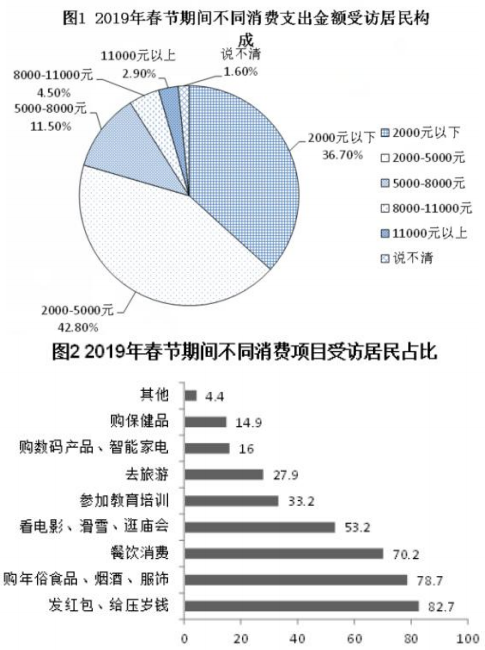 图1 2019年春节期间不同消费支出金额受访居民构
成
11000元以上
2.90%
说不清
1.60%
8000-11000元
4.50%
5000-8000元
11.50%
2000元以下
36.70%
2000-5000元
42.80%
2000元以下
2000-5000元
5000-8000元
8000-11000元
11000元以上
说不清
图2 2019年春节期间不同消费项目受访居民占比
其他 4.4
购保健品 14.9
购数码产品、智能家电 16
去旅游 27.9
参加教育培训 33.2
看电影、滑雪、逛庙会 53.2
餐饮消费 70.2
购年俗食品、烟酒、服饰 78.7
发红包、给压岁钱 82.7
0 20 40 60 80 100